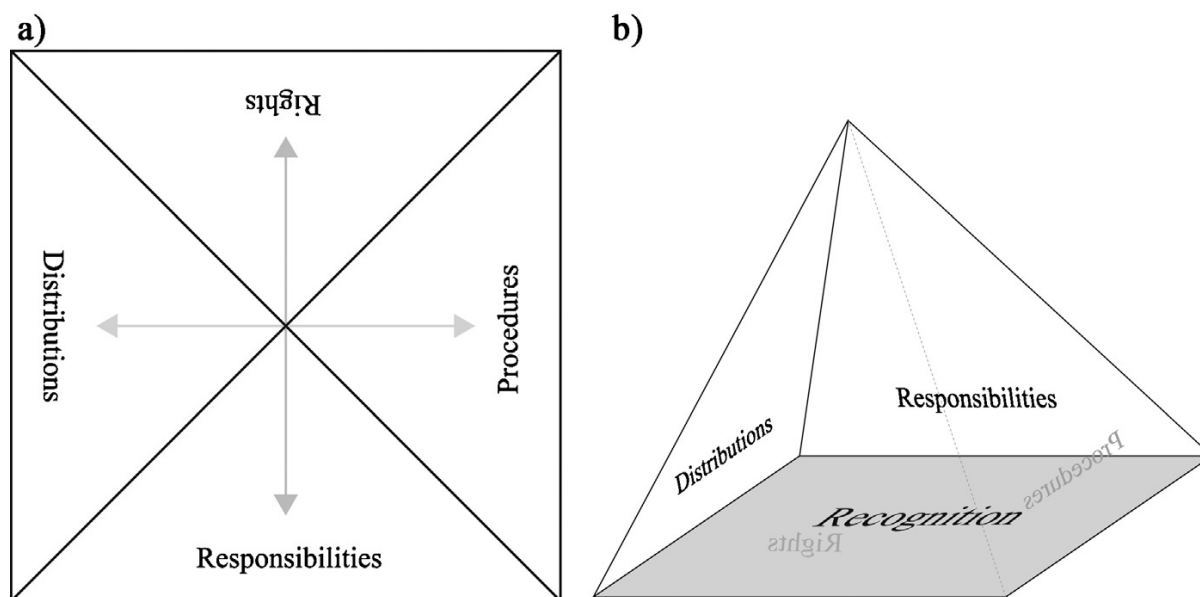 a)
Rights
Distributions
Procedures
Responsibilities
b)
Responsibilities
Distributions
Procedures
Recognition
Rights